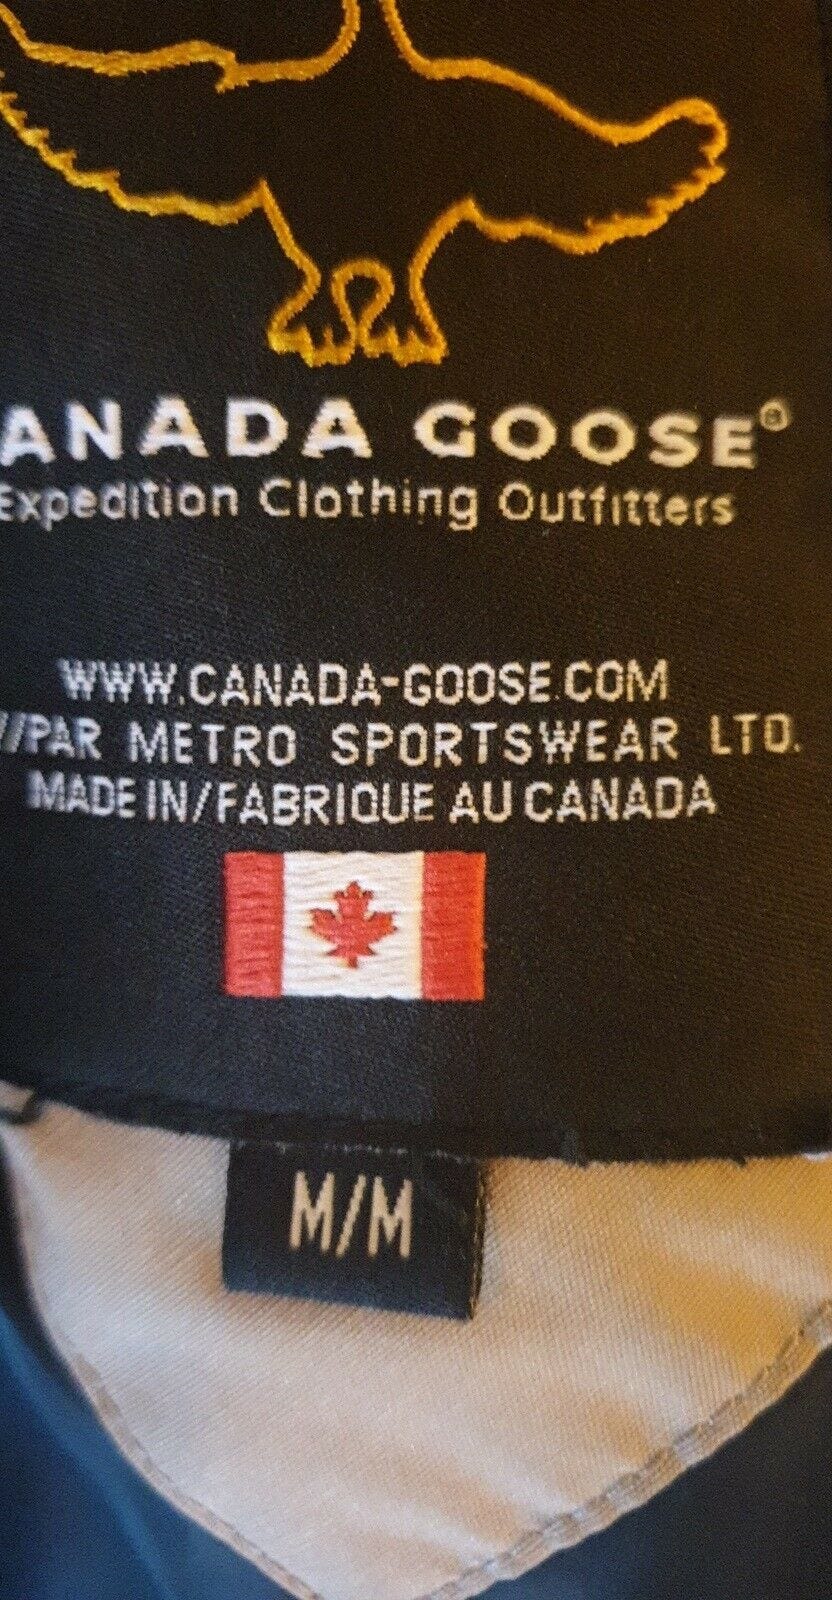 ANADA GOOSE®
Expedition Clothing Outfitters
WWW.CANADA-GOOSE.COM
/PAR METRO SPORTSWEAR LTD.
MADE IN/FABRIQUE AU CANADA
M/M